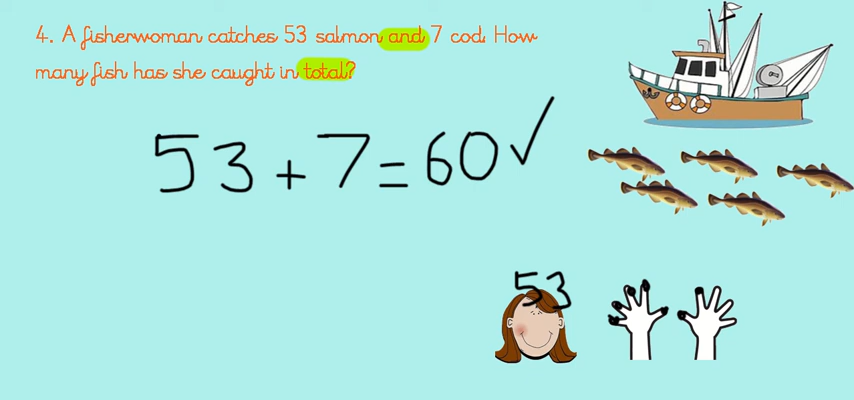 4. A fisherwoman catches 53 salmon and 7 cod. How
many fish has she caught in total?
53 + 7 = 60 ✓
53